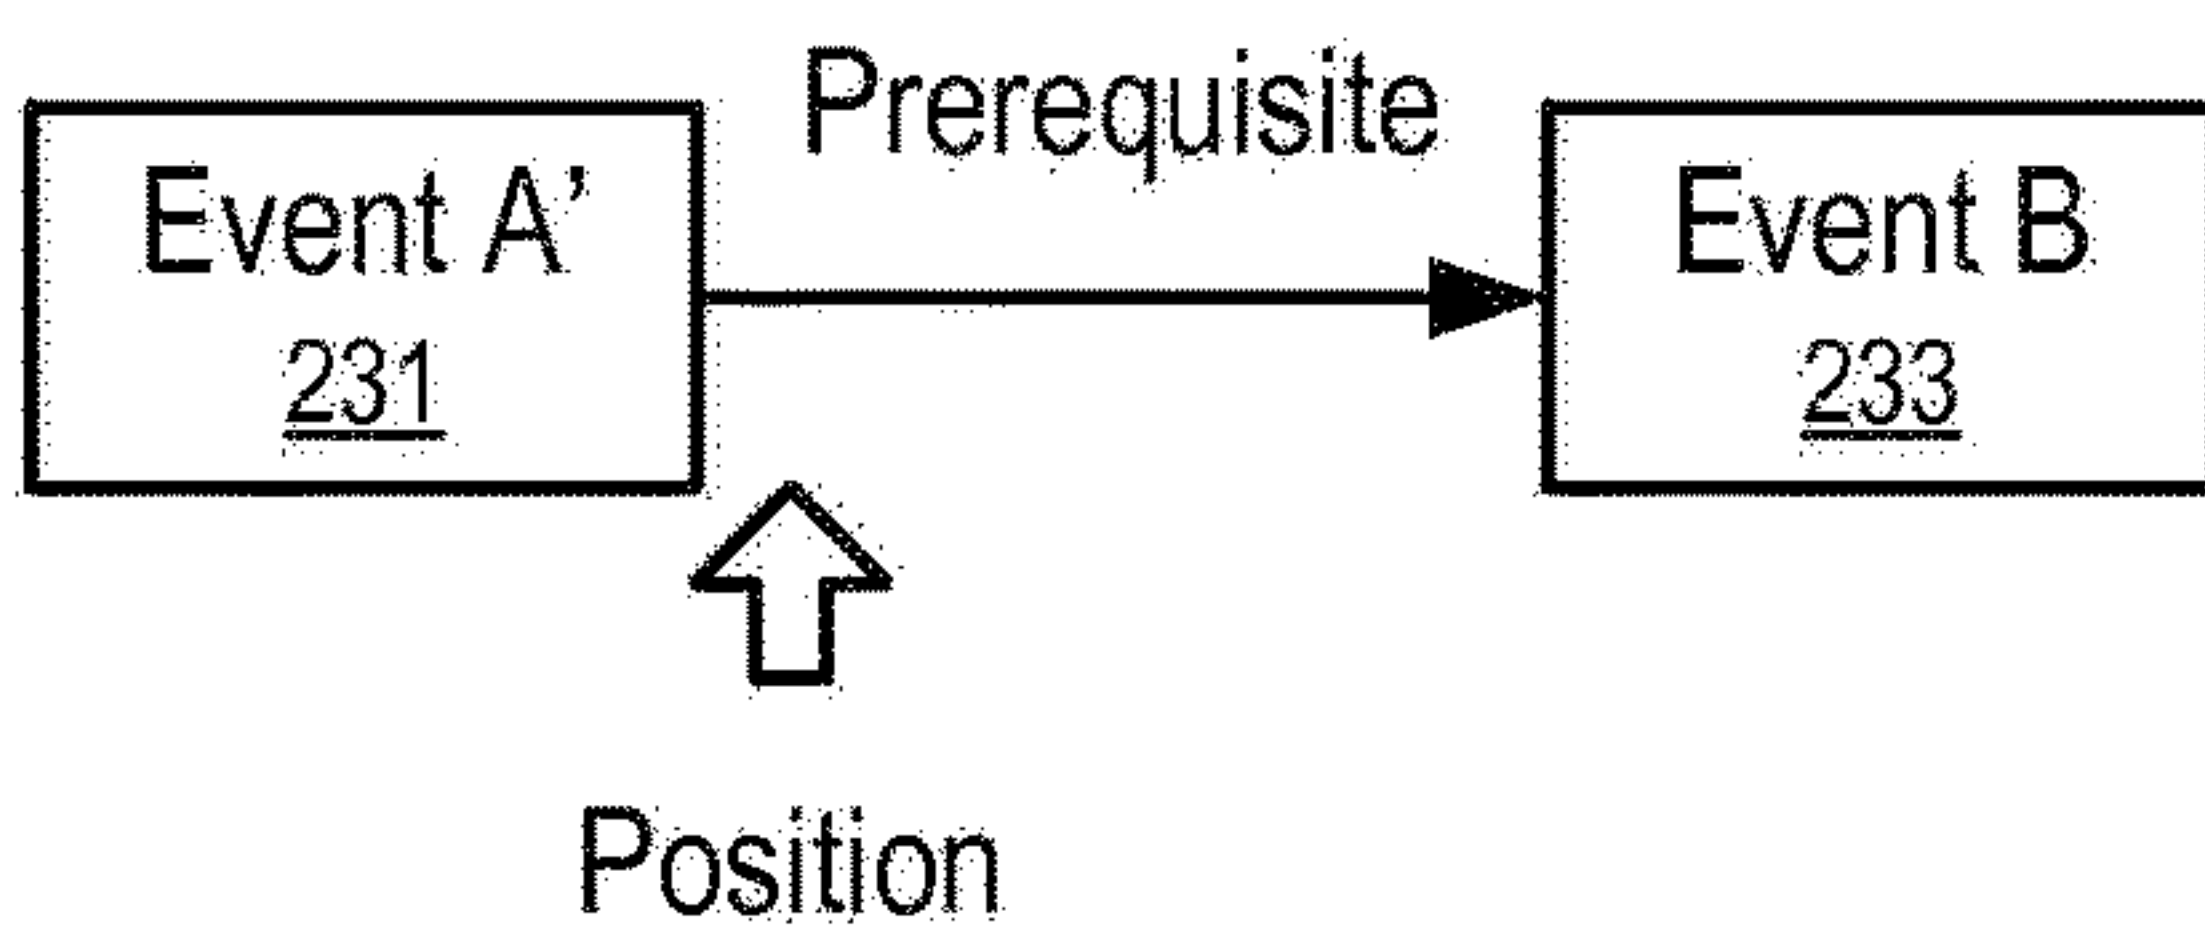 Prerequisite
Event A’
231
Event B
233
Position